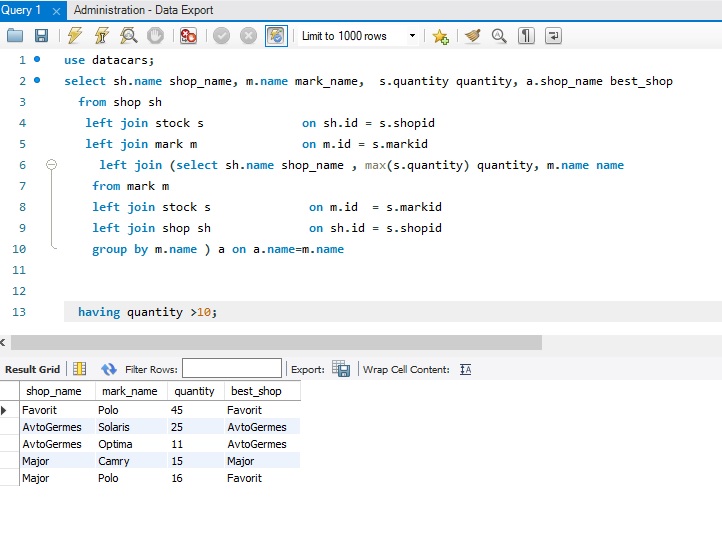 Query 1 Administration - Data Export
Limit to 1000 rows
1 use datacars;
2 select sh.name shop_name, m.name mark_name,  s.quantity quantity, a.shop_name best_shop
3 from shop sh
4 left join stock s on sh.id = s.shopid
5 left join mark m on m.id = s.markid
6 left join (select sh.name shop_name , max(s.quantity) quantity, m.name name
7 from mark m
8 left join stock s on m.id  = s.markid
9 left join shop sh on sh.id = s.shopid
10 group by m.name ) a on a.name=m.name
11
12
13 having quantity >10;
Result Grid Filter Rows: Export: Wrap Cell Content:
shop_name mark_name quantity best_shop
Favorit Polo 45 Favorit
AvtoGermes Solaris 25 AvtoGermes
AvtoGermes Optima 11 AvtoGermes
Major Camry 15 Major
Major Polo 16 Favorit